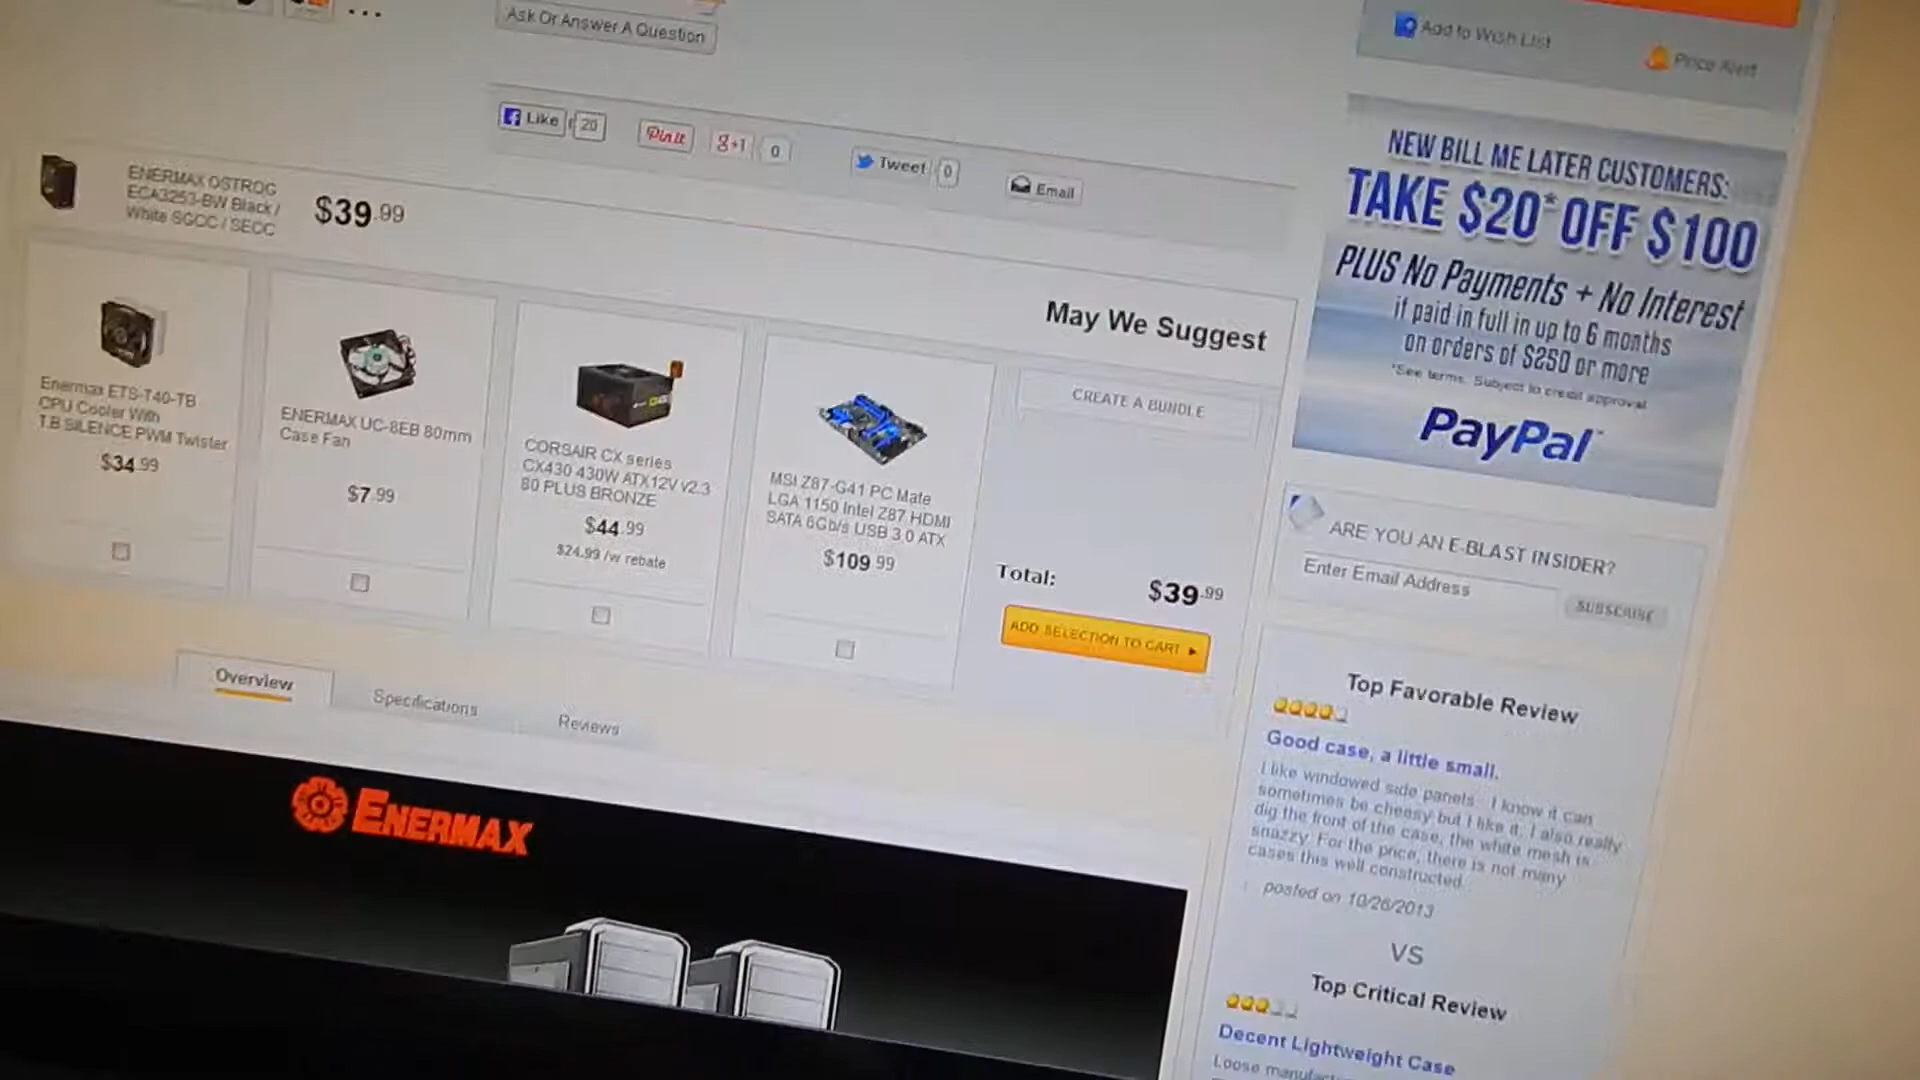 Ask Or Answer A Question
Add to Wish List
Price Alert
Like
20
Pinit
g+1
0
Tweet
0
Email
ENERMAX OSTROG
ECA3253-BW Black /
White SGCC / SECC
$39.99
NEW BILL ME LATER CUSTOMERS:
TAKE $20* OFF $100
PLUS No Payments + No Interest
if paid in full in up to 6 months
on orders of $250 or more
*See terms. Subject to credit approval.
PayPal™
May We Suggest
Enermax ETS-T40-TB
CPU Cooler With
T.B SILENCE PWM Twister
$34.99
ENERMAX UC-8EB 80mm
Case Fan
$7.99
CORSAIR CX series
CX430 430W ATX12V v2.3
80 PLUS BRONZE
$44.99
$24.99 /w rebate
MSI Z87-G41 PC Mate
LGA 1150 Intel Z87 HDMI
SATA 6Gb/s USB 3.0 ATX
$109.99
CREATE A BUNDLE
Total:
$39.99
ADD SELECTION TO CART
ARE YOU AN E-BLAST INSIDER?
Enter Email Address
SUBSCRIBE
Overview
Specifications
Reviews
ENERMAX
Top Favorable Review
Good case, a little small.
I like windowed side panels. I know it can
sometimes be cheesy but I like it. I also really
dig the front of the case, the white mesh is
snazzy. For the price, there is not many
cases this well constructed.
posted on 10/26/2013
VS
Top Critical Review
Decent Lightweight Case
Loose